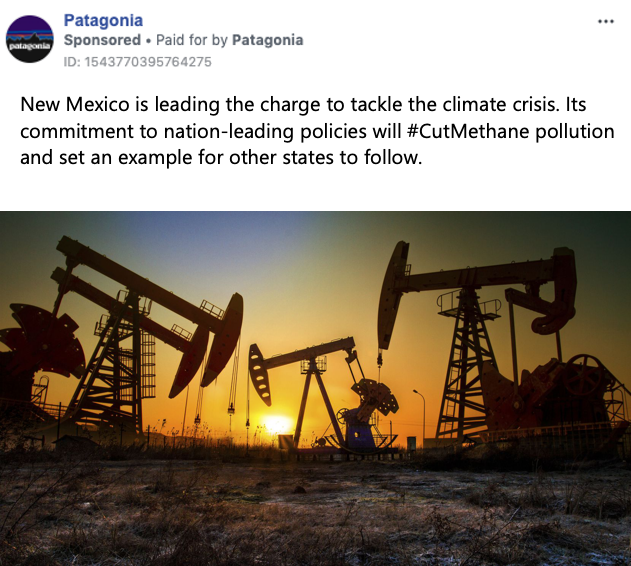 Patagonia
Sponsored • Paid for by Patagonia
patagonia
ID: 1543770395764275
New Mexico is leading the charge to tackle the climate crisis. Its
commitment to nation-leading policies will #CutMethane pollution
and set an example for other states to follow.